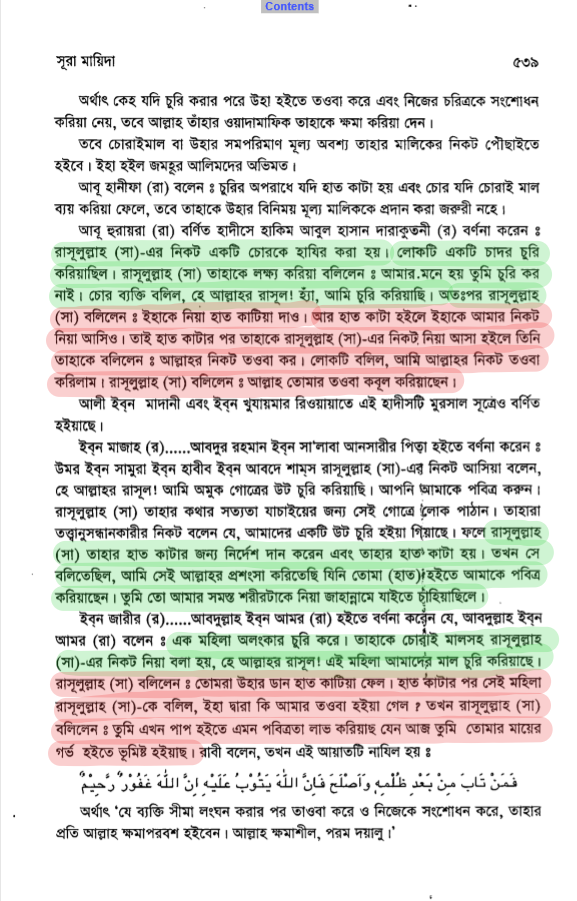 Contents
সূরা মায়িদা ৫৩৯
অর্থাৎ কেহ যদি চুরি করার পরে উহা হইতে তওবা করে এবং নিজের চরিত্রকে সংশোধন
করিয়া নেয়, তবে আল্লাহ তাঁহার ওয়াদামাফিক তাহাকে ক্ষমা করিয়া দেন।
তবে চোরাইমাল বা উহার সমপরিমাণ মূল্য অবশ্য তাহার মালিকের নিকট পৌছাইতে
হইবে। ইহা হইল জমহূর আলিমদের অভিমত।
আবূ হানীফা (রা) বলেন ঃ চুরির অপরাধে যদি হাত কাটা হয় এবং চোর যদি চোরাই মাল
ব্যয় করিয়া ফেলে, তবে তাহাকে উহার বিনিময় মূল্য মালিককে প্রদান করা জরুরী নহে।
আবূ হুরায়রা (রা) বর্ণিত হাদীসে হাকিম আবুল হাসান দারাকুতনী (র) বর্ণনা করেন ঃ
রাসূলুল্লাহ (সা)-এর নিকট একটি চোরকে হাযির করা হয়। লোকটি একটি চাদর চুরি
করিয়াছিল। রাসূলুল্লাহ (সা) তাহাকে লক্ষ্য করিয়া বলিলেন ঃ আমার মনে হয় তুমি চুরি কর
নাই। চোর ব্যক্তি বলিল, হে আল্লাহর রাসূল! হ্যাঁ, আমি চুরি করিয়াছি। অতঃপর রাসূলুল্লাহ
(সা) বলিলেন ঃ ইহাকে নিয়া হাত কাটিয়া দাও। আর হাত কাটা হইলে ইহাকে আমার নিকট
নিয়া আসিও। তাই হাত কাটার পর তাহাকে রাসূলুল্লাহ (সা)-এর নিকট নিয়া আসা হইলে তিনি
তাহাকে বলিলেন ঃ আল্লাহর নিকট তওবা কর। লোকটি বলিল, আমি আল্লাহর নিকট তওবা
করিলাম। রাসূলুল্লাহ (সা) বলিলেন ঃ আল্লাহ তোমার তওবা কবূল করিয়াছেন।
আলী ইব্‌ন মাদানী এবং ইব্‌ন খুযায়মার রিওয়ায়াতে এই হাদীসটি মুরসাল সূত্রেও বর্ণিত
হইয়াছে।
ইব্‌ন মাজাহ (র)......আবদুর রহমান ইব্‌ন সা'লাবা আনসারীর পিতা হইতে বর্ণনা করেন ঃ
উমর ইব্‌ন সামুরা ইব্‌ন হাবীব ইব্‌ন আবদে শাম্‌স রাসূলুল্লাহ (সা)-এর নিকট আসিয়া বলেন,
হে আল্লাহর রাসূল! আমি অমুক গোত্রের উট চুরি করিয়াছি। আপনি আমাকে পবিত্র করুন।
রাসূলুল্লাহ (সা) তাহার কথার সত্যতা যাচাইয়ের জন্য সেই গোত্রে লোক পাঠান। তাহারা
তত্ত্বানুসন্ধানকারীর নিকট বলেন যে, আমাদের একটি উট চুরি হইয়া গিয়াছে। ফলে রাসূলুল্লাহ
(সা) তাহার হাত কাটার জন্য নির্দেশ দান করেন এবং তাহার হাত কাটা হয়। তখন সে
বলিতেছিল, আমি সেই আল্লাহর প্রশংসা করিতেছি যিনি তোমা (হাত) হইতে আমাকে পবিত্র
করিয়াছেন। তুমি তো আমার সমস্ত শরীরটাকে নিয়া জাহান্নামে যাইতে চাহিয়াছিলে।
ইব্‌ন জারীর (র)......আবদুল্লাহ ইব্‌ন আমর (রা) হইতে বর্ণনা করেন যে, আবদুল্লাহ ইব্‌ন
আমর (রা) বলেন ঃ এক মহিলা অলংকার চুরি করে। তাহাকে চোরাই মালসহ রাসূলুল্লাহ
(সা)-এর নিকট নিয়া বলা হয়, হে আল্লাহর রাসূল! এই মহিলা আমাদের মাল চুরি করিয়াছে।
রাসূলুল্লাহ (সা) বলিলেন ঃ তোমরা উহার ডান হাত কাটিয়া ফেল। হাত কাটার পর সেই মহিলা
রাসূলুল্লাহ (সা)-কে বলিল, ইহা দ্বারা কি আমার তওবা হইয়া গেল ? তখন রাসূলুল্লাহ (সা)
বলিলেন ঃ তুমি এখন পাপ হইতে এমন পবিত্রতা লাভ করিয়াছ যেন আজ তুমি তোমার মায়ের
গর্ভ হইতে ভূমিষ্ট হইয়াছ। রাবী বলেন, তখন এই আয়াতটি নাযিল হয় ঃ
فَمَنْ تَابَ مِنْ بَعْدِ ظُلْمِهِ وَاَصْلَحَ فَاِنَّ اللّٰهَ يَتُوْبُ عَلَيْهِ اِنَّ اللّٰهَ غَفُوْرٌ رَّحِيْمٌ
অর্থাৎ ‘যে ব্যক্তি সীমা লংঘন করার পর তাওবা করে ও নিজেকে সংশোধন করে, তাহার
প্রতি আল্লাহ ক্ষমাপরবশ হইবেন। আল্লাহ ক্ষমাশীল, পরম দয়ালু।’